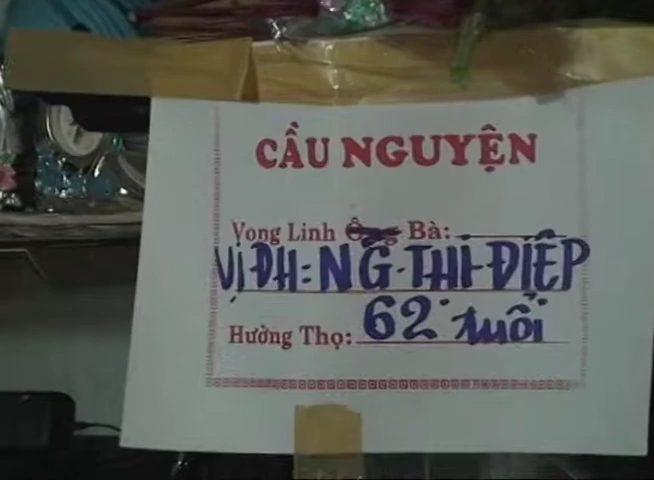 CẦU NGUYỆN
Vong Linh Ông Bà:
Vị ĐH: NG. THỊ ĐIỆP
Hưởng Thọ: 62 tuổi